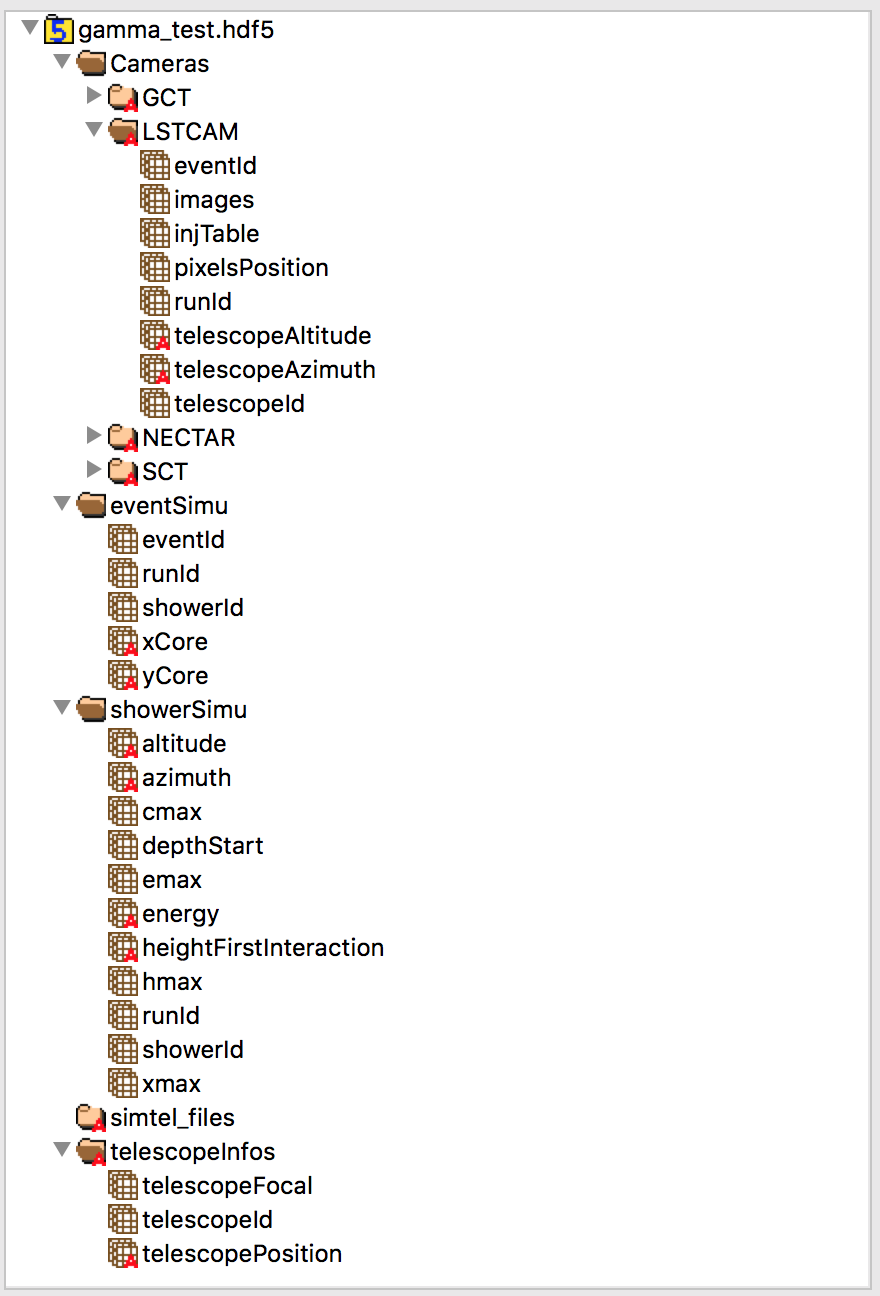 gamma_test.hdf5
Cameras
GCT
LSTCAM
eventId
images
injTable
pixelsPosition
runId
telescopeAltitude
telescopeAzimuth
telescopeId
NECTAR
SCT
eventSimu
eventId
runId
showerId
xCore
yCore
showerSimu
altitude
azimuth
cmax
depthStart
emax
energy
heightFirstInteraction
hmax
runId
showerId
xmax
simtel_files
telescopeInfos
telescopeFocal
telescopeId
telescopePosition